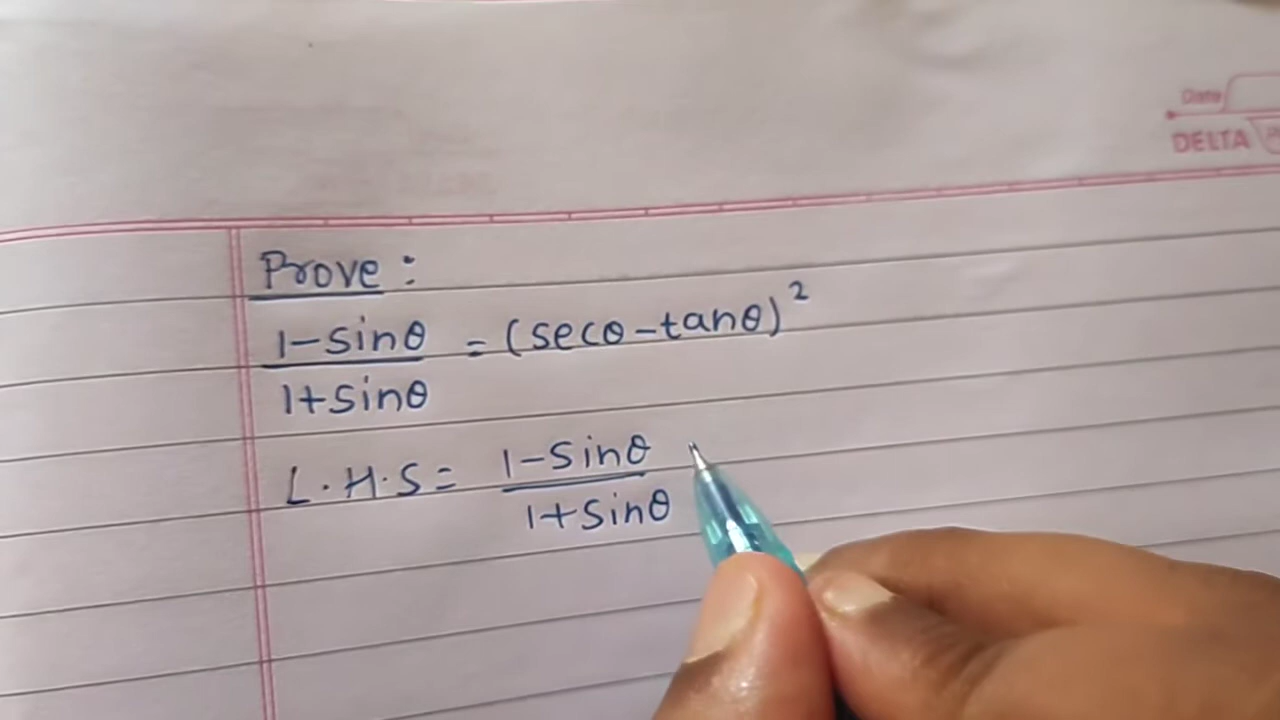 Date
DELTA
Prove :
1-sinθ / 1+sinθ = (secθ-tanθ)²
L.H.S = 1-sinθ / 1+sinθ